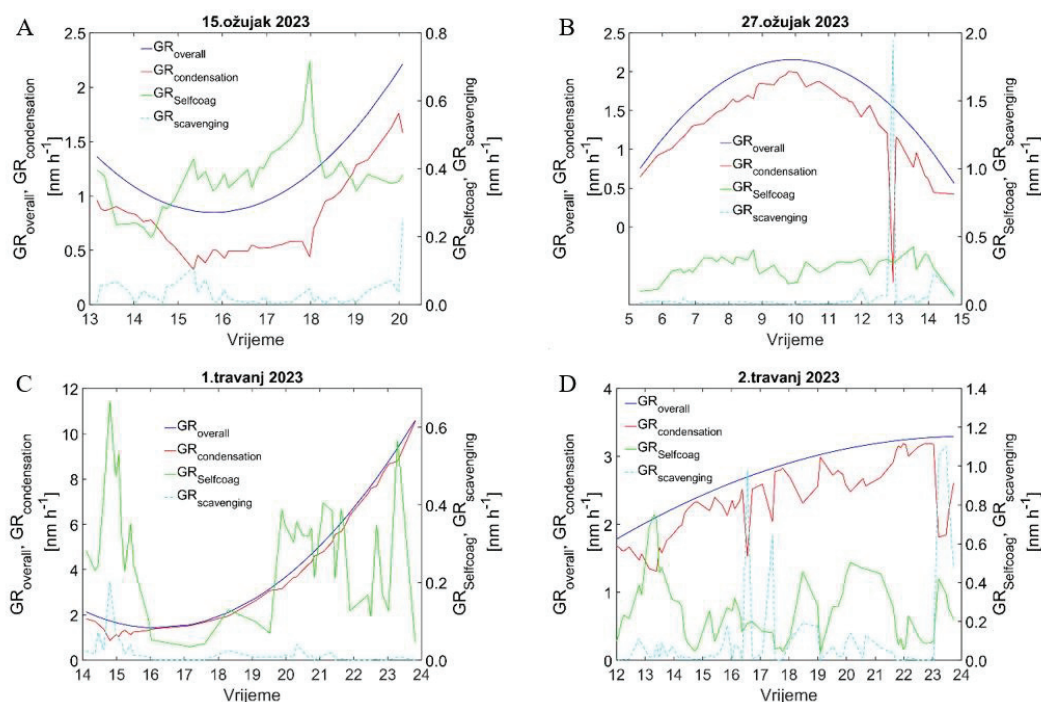 A
15.ožujak 2023
GR_overall, GR_condensation
[nm h⁻¹]
2.5
2
1.5
1
0.5
0
GR_overall
GR_condensation
GR_Selfcoag
GR_scavenging
0.8
0.6
0.4
0.2
0.0
GR_Selfcoag, GR_scavenging
[nm h⁻¹]
13 14 15 16 17 18 19 20
Vrijeme
B
27.ožujak 2023
GR_overall, GR_condensation
[nm h⁻¹]
2.5
2
1.5
1
0.5
0
GR_overall
GR_condensation
GR_Selfcoag
GR_scavenging
2.0
1.5
1.0
0.5
0.0
GR_Selfcoag, GR_scavenging
[nm h⁻¹]
5 6 7 8 9 10 11 12 13 14 15
Vrijeme
C
1.travanj 2023
GR_overall, GR_condensation
[nm h⁻¹]
12
10
8
6
4
2
0
GR_overall
GR_condensation
GR_Selfcoag
GR_scavenging
0.6
0.4
0.2
0.0
GR_Selfcoag, GR_scavenging
[nm h⁻¹]
14 15 16 17 18 19 20 21 22 23 24
Vrijeme
D
2.travanj 2023
GR_overall, GR_condensation
[nm h⁻¹]
4
3
2
1
0
GR_overall
GR_condensation
GR_Selfcoag
GR_scavenging
1.4
1.2
1.0
0.8
0.6
0.4
0.2
0.0
GR_Selfcoag, GR_scavenging
[nm h⁻¹]
12 13 14 15 16 17 18 19 20 21 22 23 24
Vrijeme